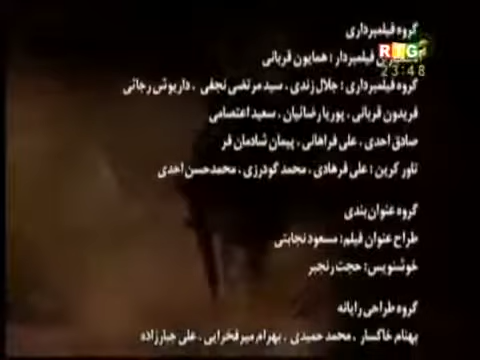 گروه فیلمبرداری
RTG
فیلمبردار : همایون قربانی
23:48
گروه فیلمبرداری : جلال زندی ، سید مرتضی نجفی ، داریوش رجائی
فریدون قربانی ، پوریا رضائیان ، سعید اعتصامی
صادق احدی ، علی فراهانی ، پیمان شادمان فر
تاور کرین : علی فرهادی ، محمد گودرزی ، محمدحسن احدی
گروه عنوان‌بندی
طراح عنوان فیلم: مسعود نجابتی
خوشنویس: حجت رنجبر
گروه طراحی رایانه
بهنام خاکسار ، محمد حمیدی ، بهرام میرفخرایی ، علی جبارزاده